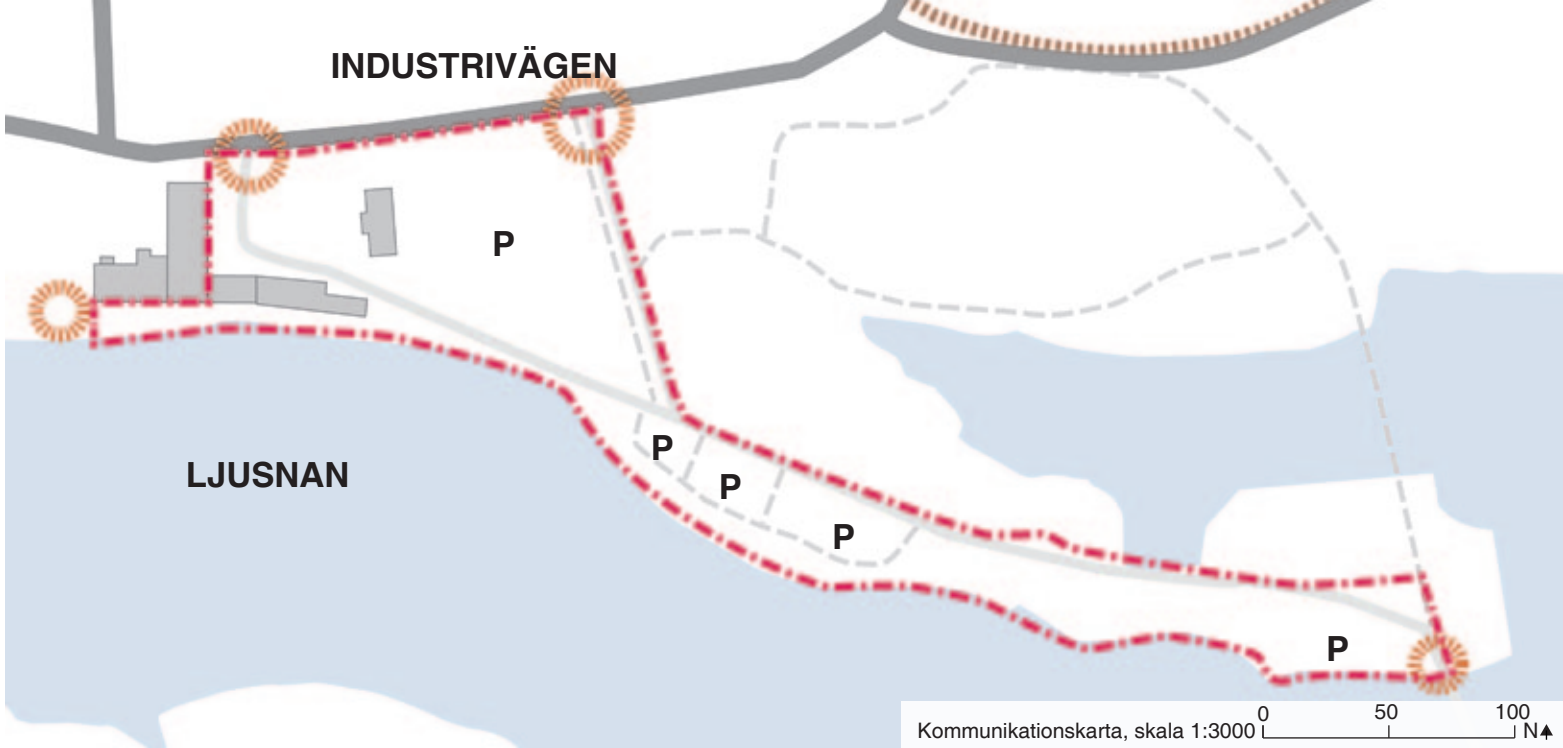 INDUSTRIVÄGEN
P
P
P
P
LJUSNAN
P
Kommunikationskarta, skala 1:3000
0 50 100
N